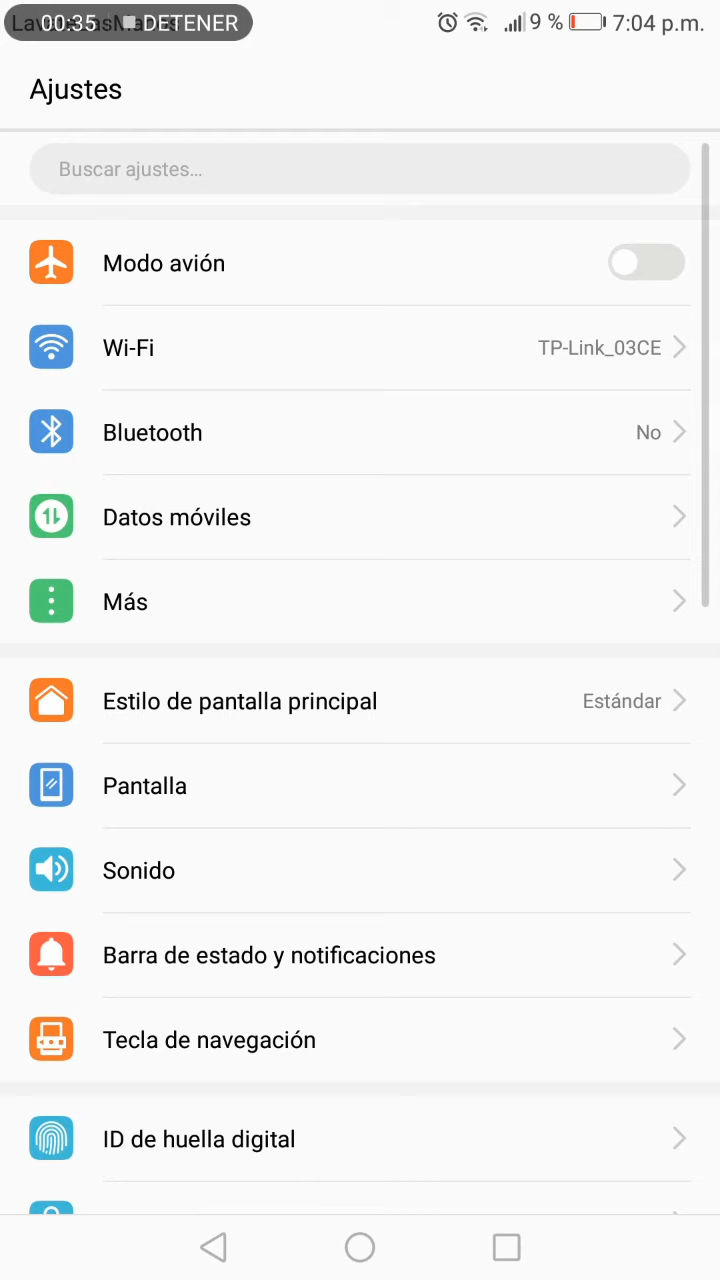 00:35 DETENER 9 % 7:04 p.m.
Ajustes
Buscar ajustes...
Modo avión
Wi-Fi TP-Link_03CE
Bluetooth No
Datos móviles
Más
Estilo de pantalla principal Estándar
Pantalla
Sonido
Barra de estado y notificaciones
Tecla de navegación
ID de huella digital